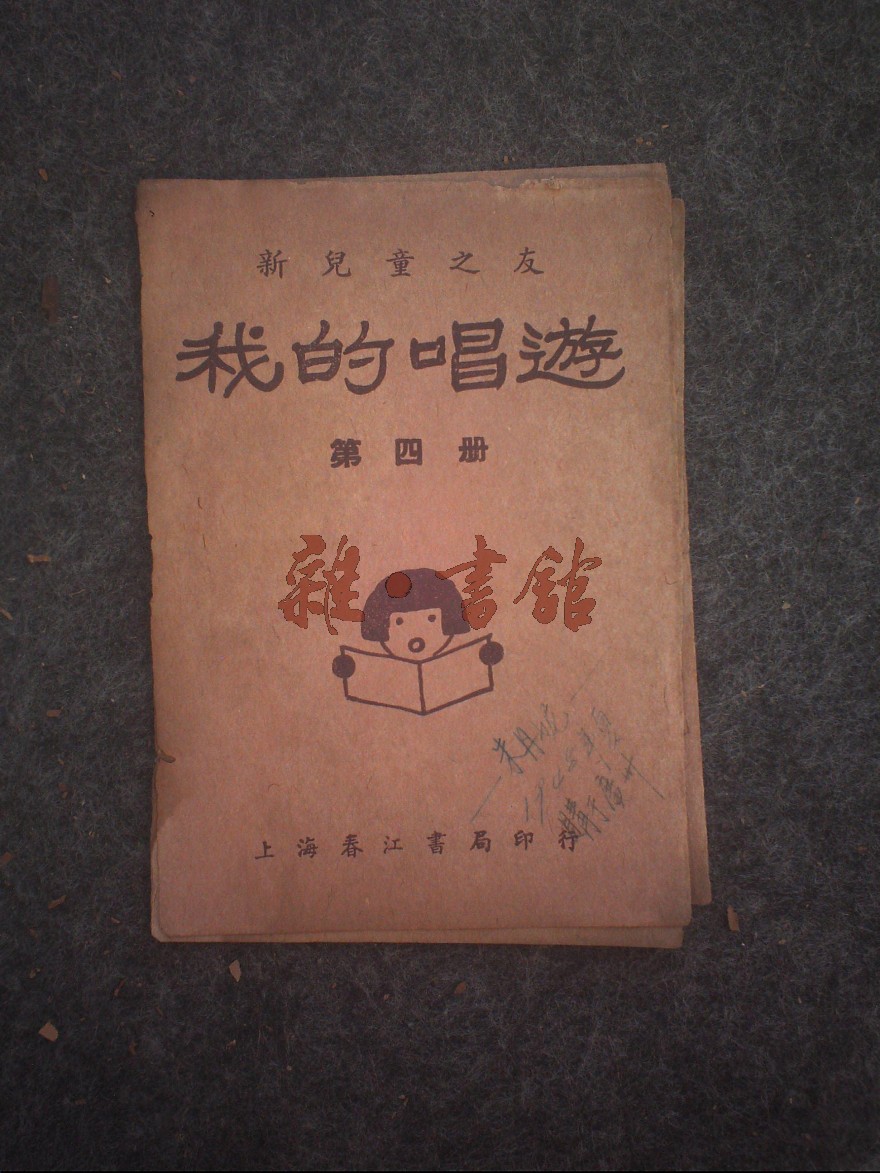 新兒童之友
我的唱遊
第四册
雜·書館
上海春江書局印行